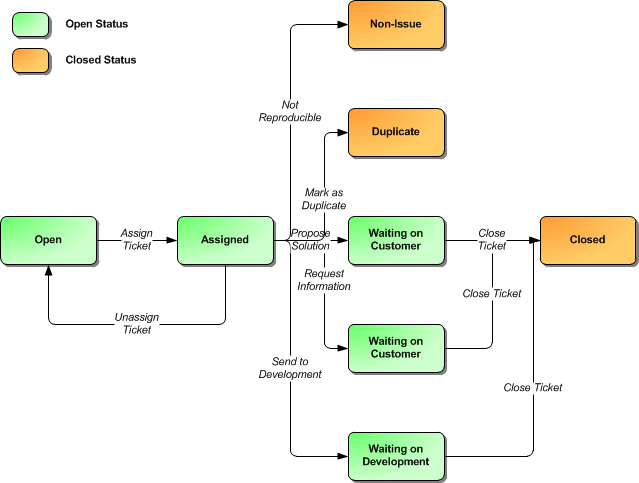 Open Status
Closed Status
Non-Issue
Not
Reproducible
Duplicate
Mark as
Duplicate
Open
Assign
Ticket
Assigned
Propose
Solution
Waiting on
Customer
Close
Ticket
Closed
Request
Information
Close Ticket
Unassign
Ticket
Waiting on
Customer
Send to
Development
Close Ticket
Waiting on
Development